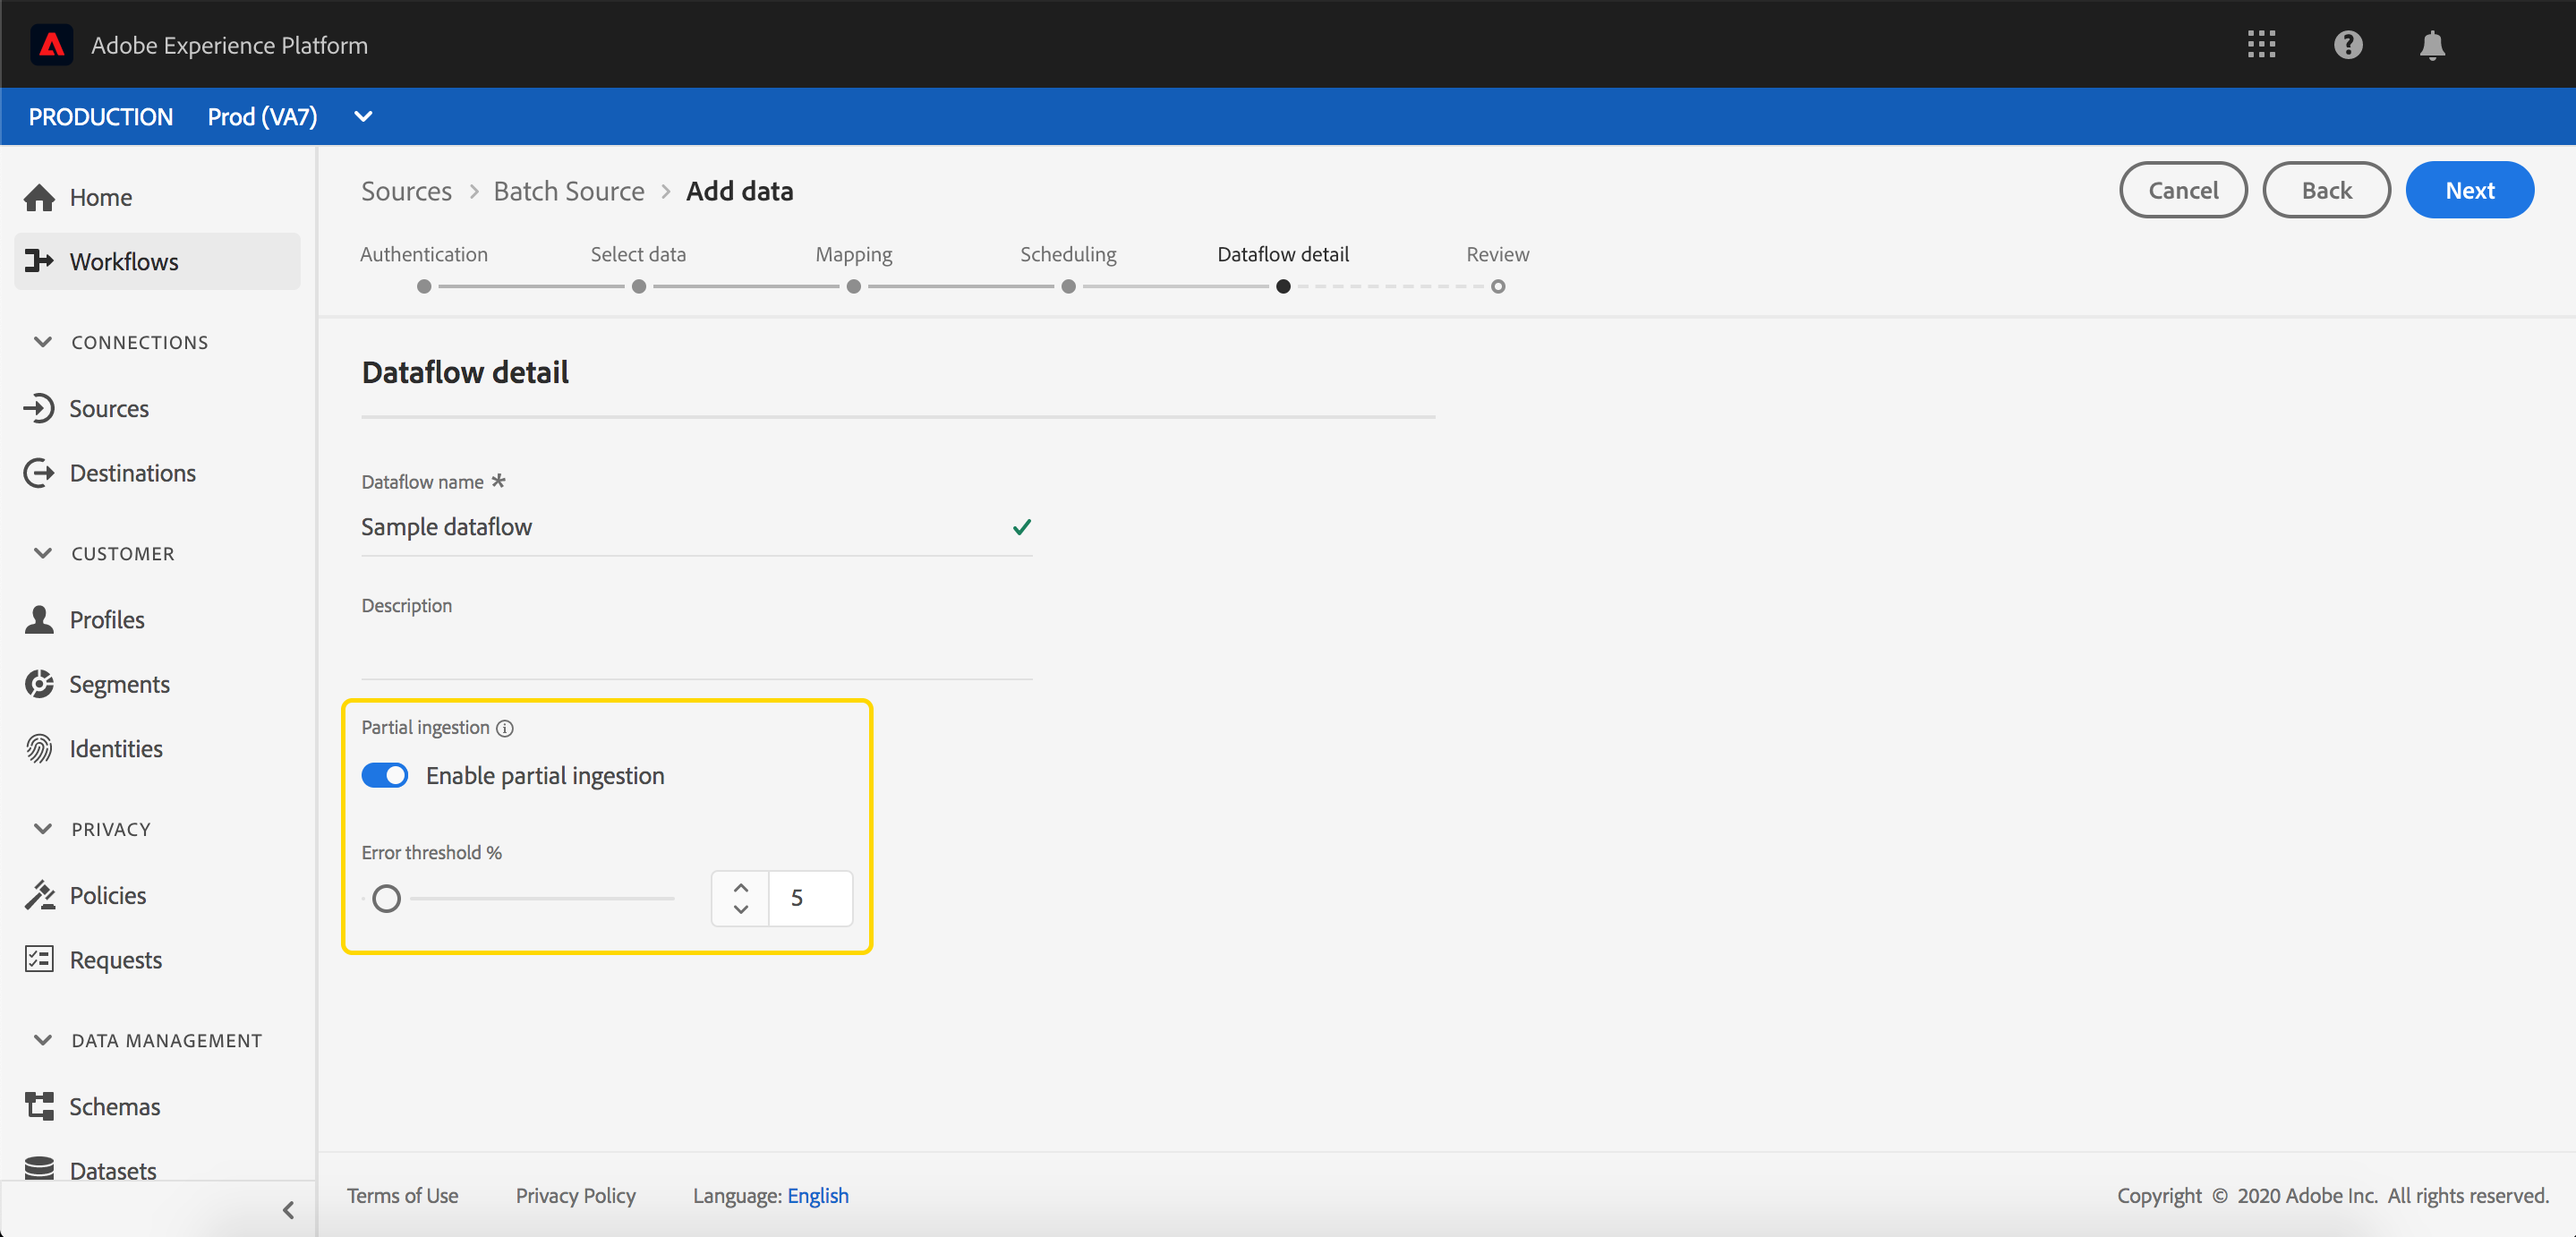 Adobe Experience Platform
PRODUCTION Prod (VA7)
Home
Workflows
CONNECTIONS
Sources
Destinations
CUSTOMER
Profiles
Segments
Identities
PRIVACY
Policies
Requests
DATA MANAGEMENT
Schemas
Datasets
Sources > Batch Source > Add data
Cancel Back Next
Authentication Select data Mapping Scheduling Dataflow detail Review
Dataflow detail
Dataflow name *
Sample dataflow
Description
Partial ingestion
Enable partial ingestion
Error threshold %
5
Terms of Use Privacy Policy Language: English Copyright © 2020 Adobe Inc. All rights reserved.